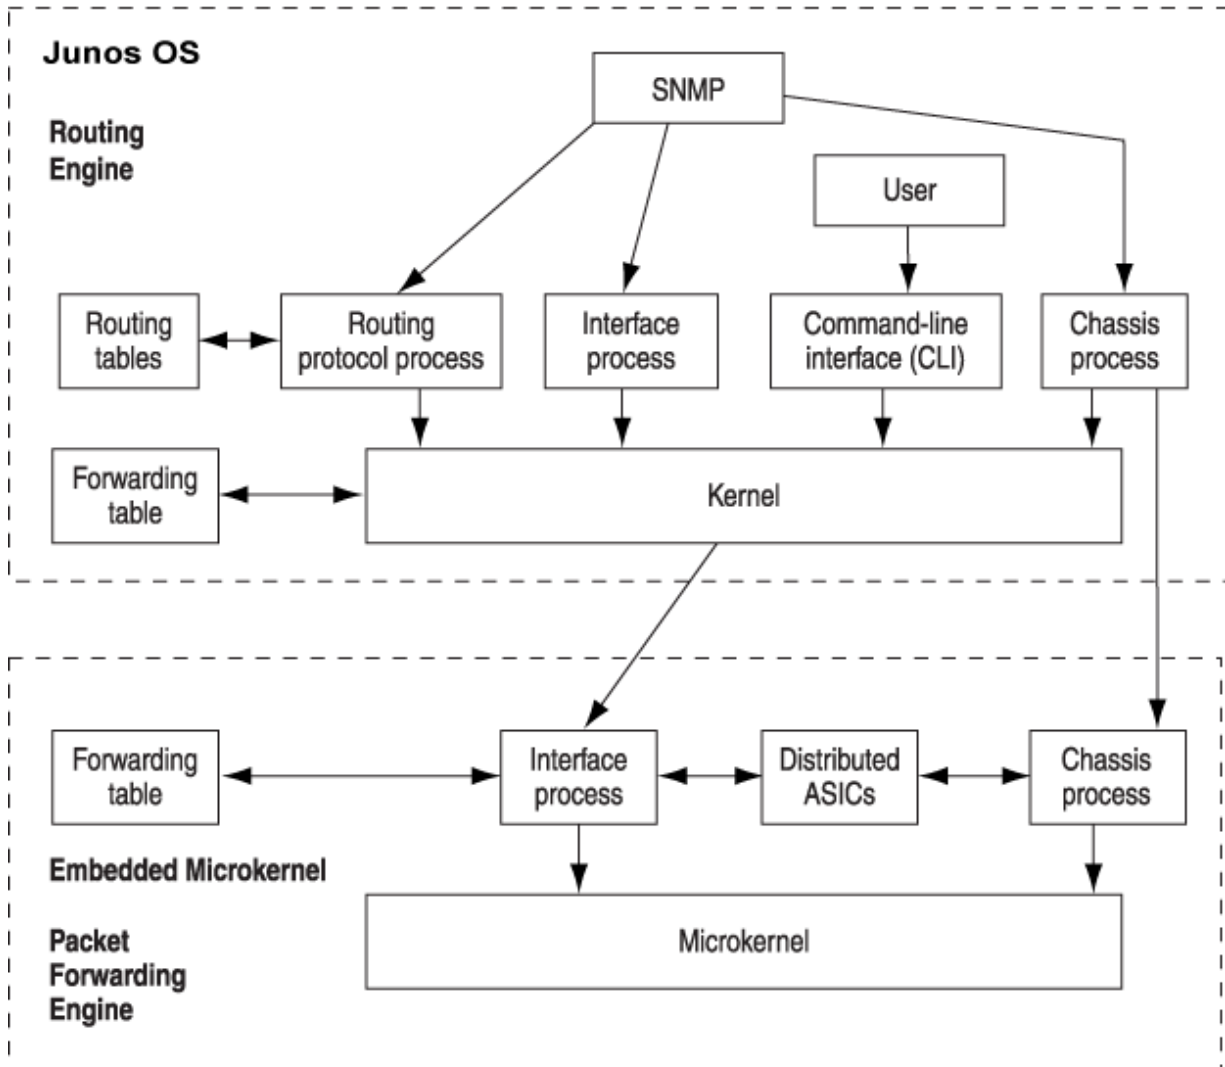 Junos OS
SNMP
Routing
Engine
User
Routing
tables
Routing
protocol process
Interface
process
Command-line
interface (CLI)
Chassis
process
Forwarding
table
Kernel
Forwarding
table
Interface
process
Distributed
ASICs
Chassis
process
Embedded Microkernel
Microkernel
Packet
Forwarding
Engine